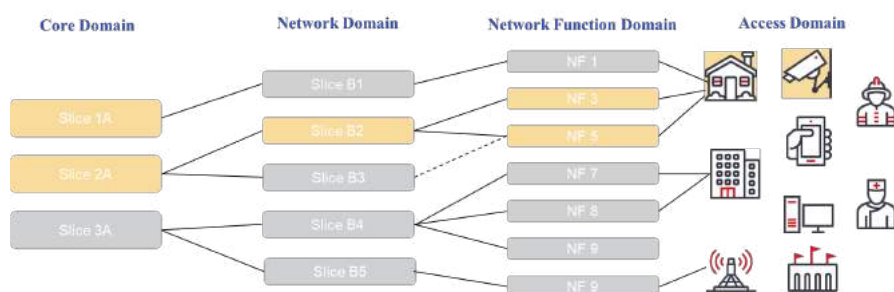 Core Domain
Network Domain
Network Function Domain
Access Domain
Slice 1A
Slice 2A
Slice 3A
Slice B1
Slice B2
Slice B3
Slice B4
Slice B5
NF 1
NF 3
NF 5
NF 7
NF 8
NF 9
NF 9